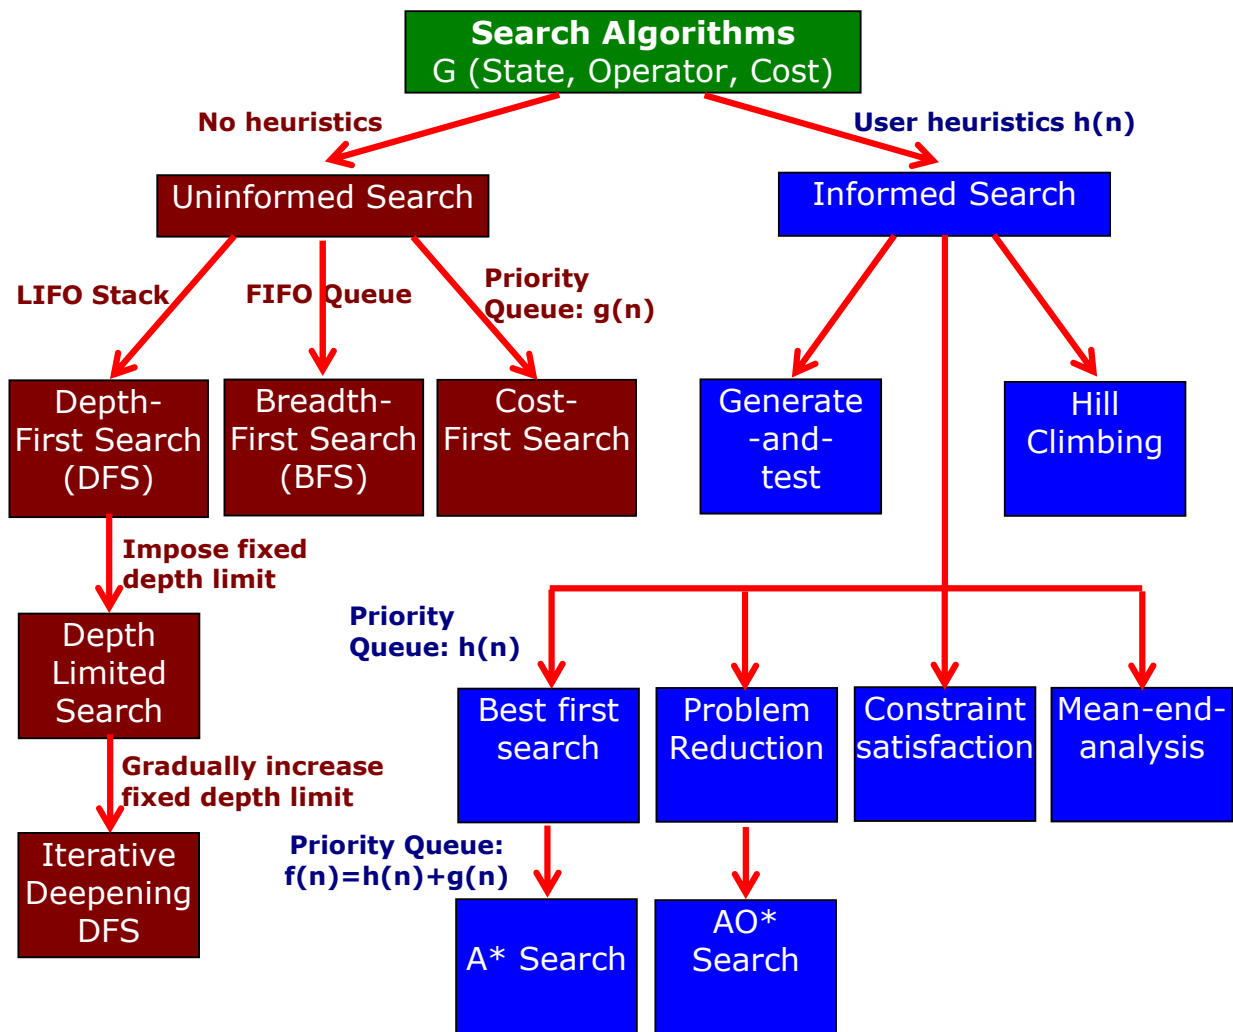 Search Algorithms
G (State, Operator, Cost)
No heuristics
User heuristics h(n)
Uninformed Search
Informed Search
LIFO Stack
FIFO Queue
Priority
Queue: g(n)
Depth-
First Search
(DFS)
Breadth-
First Search
(BFS)
Cost-
First Search
Generate
-and-
test
Hill
Climbing
Impose fixed
depth limit
Priority
Queue: h(n)
Depth
Limited
Search
Best first
search
Problem
Reduction
Constraint
satisfaction
Mean-end-
analysis
Gradually increase
fixed depth limit
Priority Queue:
f(n)=h(n)+g(n)
Iterative
Deepening
DFS
A* Search
AO*
Search